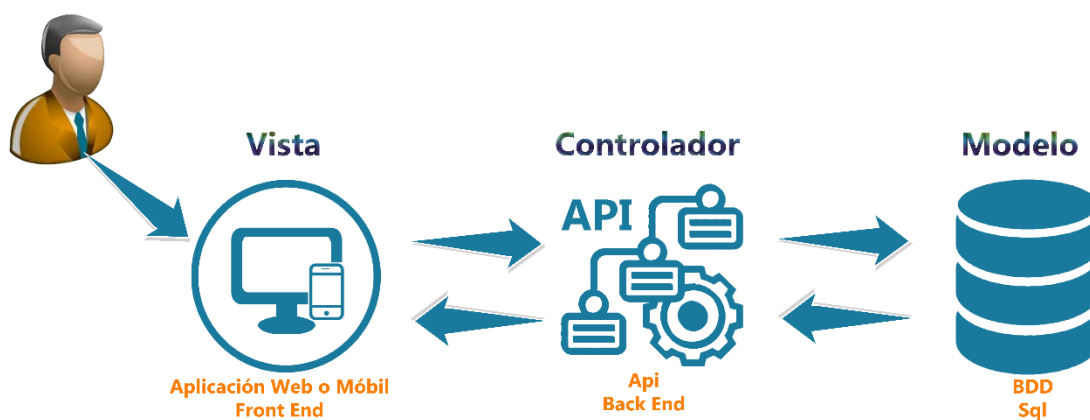 Vista
Controlador
Modelo
API
Aplicación Web o Móbil
Front End
Api
Back End
BDD
Sql